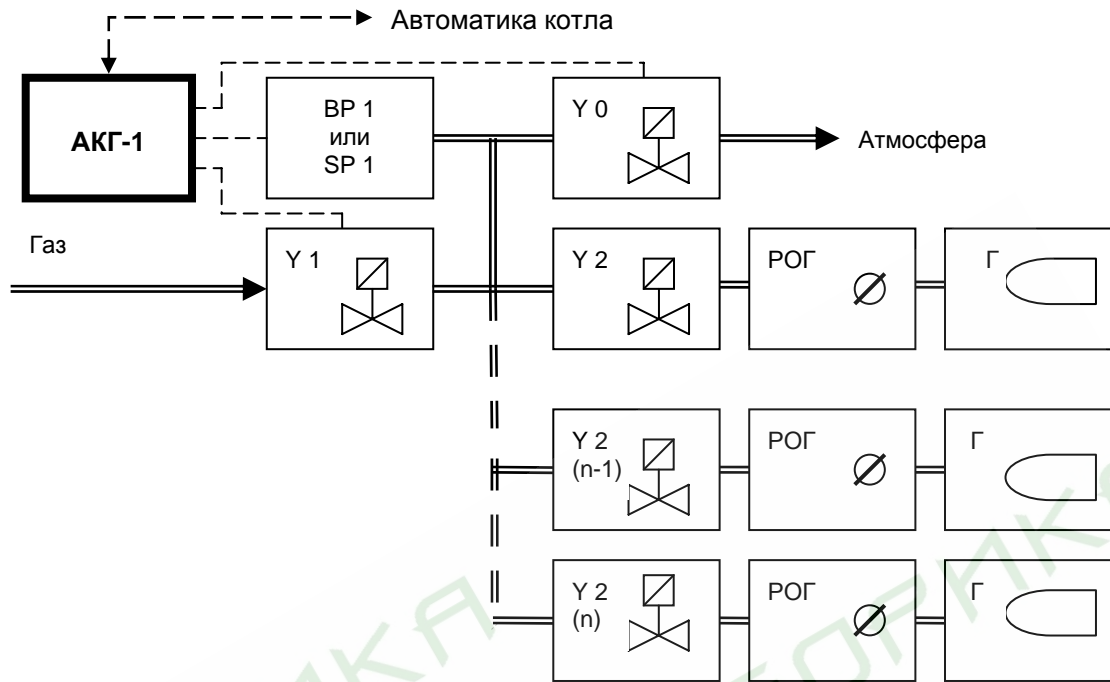 Автоматика котла
АКГ-1
BP 1
или
SP 1
Y 0
Атмосфера
Газ
Y 1
Y 2
РОГ
Г
Y 2
(n-1)
РОГ
Г
Y 2
(n)
РОГ
Г